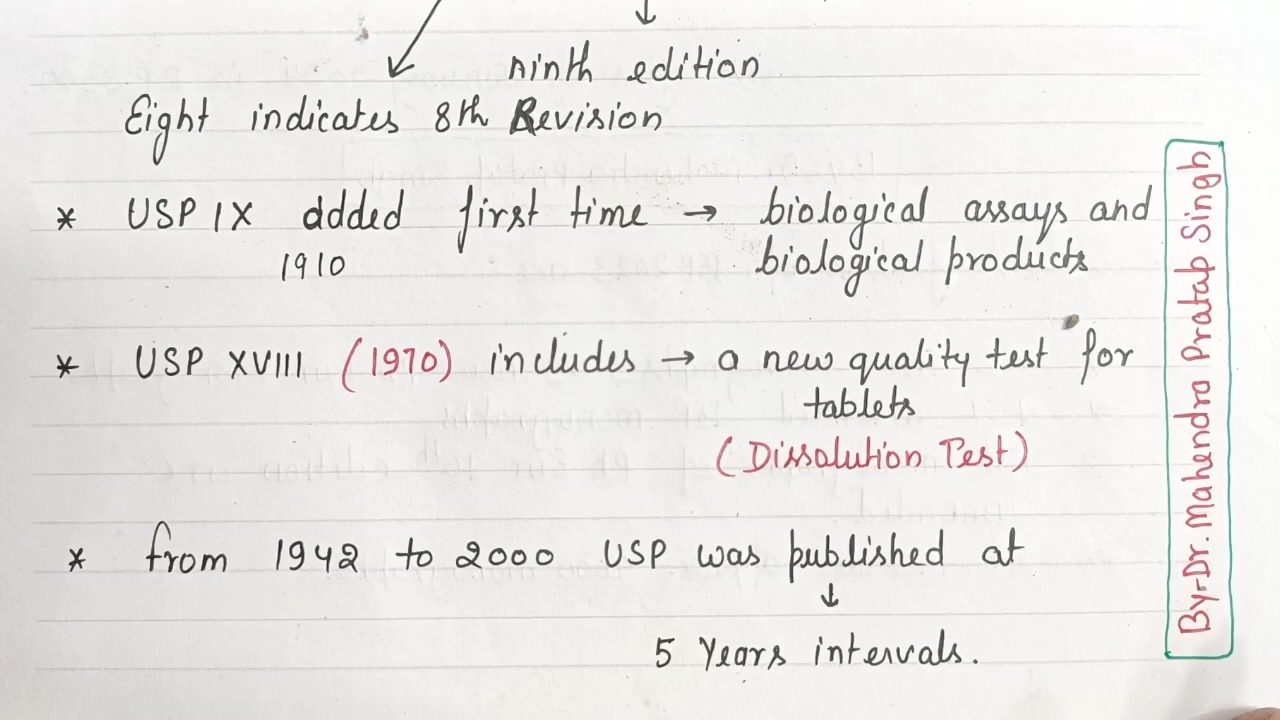 ninth edition
Eight indicates 8th Revision
* USP IX added first time → biological assays and
1910 biological products
* USP XVIII (1970) includes → a new quality test for
tablets
(Dissolution Test)
* from 1942 to 2000 USP was published at
↓
5 Years intervals.
By-Dr. Mahendra Pratap Singh